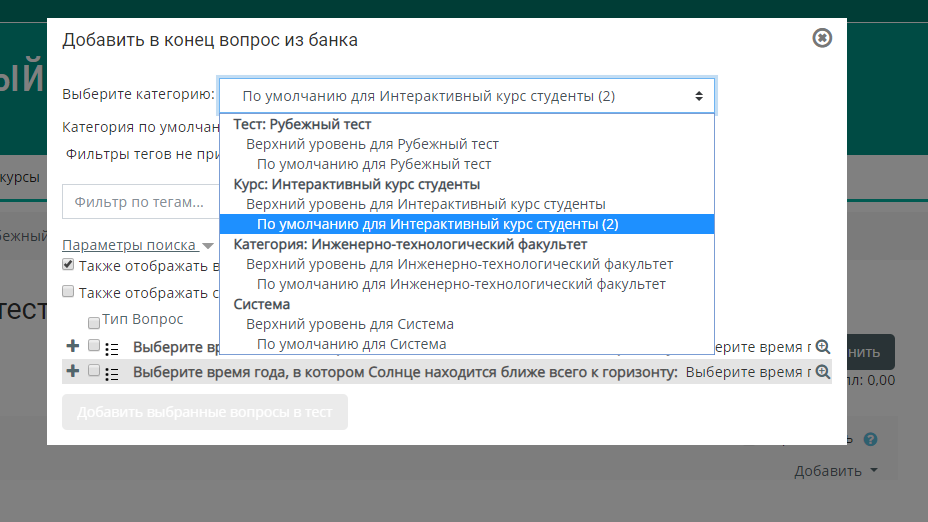 ЫЙ
Добавить в конец вопрос из банка
Выберите категорию:
По умолчанию для Интерактивный курс студенты (2)
Категория по умолчан
Тест: Рубежный тест
Верхний уровень для Рубежный тест
Фильтры тегов не при
По умолчанию для Рубежный тест
курсы
Курс: Интерактивный курс студенты
Фильтр по тегам...
Верхний уровень для Интерактивный курс студенты
По умолчанию для Интерактивный курс студенты (2)
бежный
Параметры поиска
Категория: Инженерно-технологический факультет
Также отображать в
Верхний уровень для Инженерно-технологический факультет
По умолчанию для Инженерно-технологический факультет
Также отображать с
тест
Система
Тип Вопрос
Верхний уровень для Система
По умолчанию для Система
Выберите вр
ерите время г
нить
Выберите время года, в котором Солнце находится ближе всего к горизонту: Выберите время г
лл: 0,00
Добавить выбранные вопросы в тест
ь
Добавить